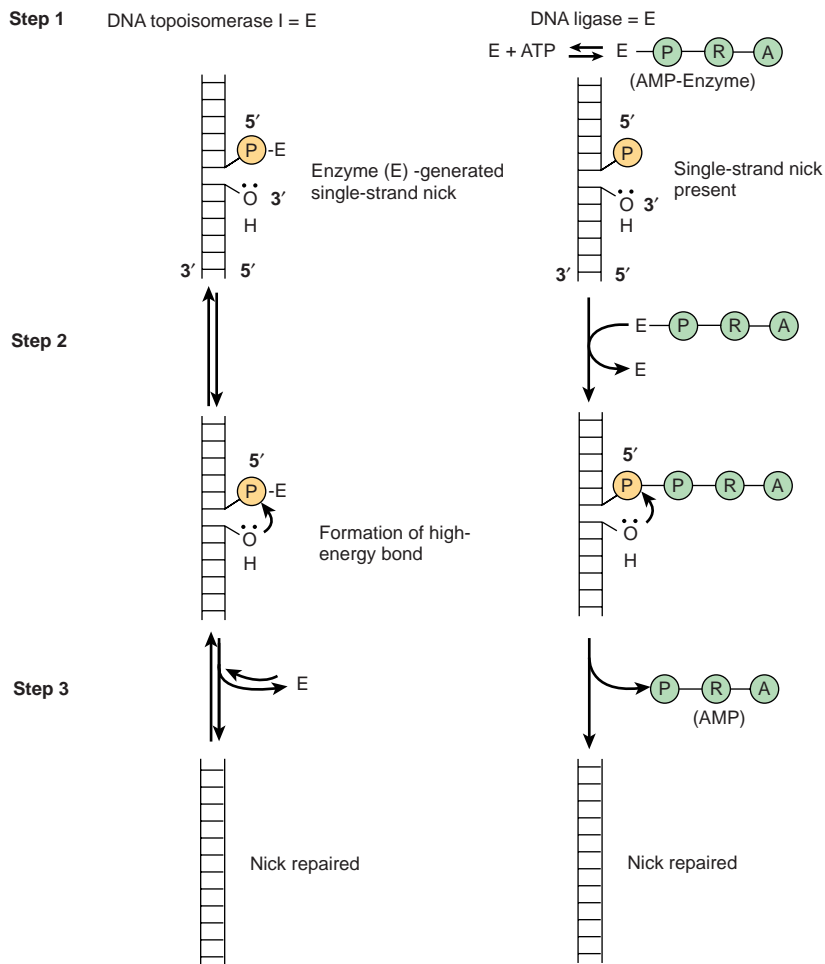 Step 1
DNA topoisomerase I = E
DNA ligase = E
E + ATP
E
P
R
A
(AMP-Enzyme)
5′
P
-E
Enzyme (E) -generated
single-strand nick
O
3′
H
3′
5′
5′
P
Single-strand nick
present
O
3′
H
3′
5′
Step 2
E
P
R
A
E
5′
P
-E
O
H
Formation of high-
energy bond
5′
P
P
R
A
O
H
Step 3
E
P
R
A
(AMP)
Nick repaired
Nick repaired